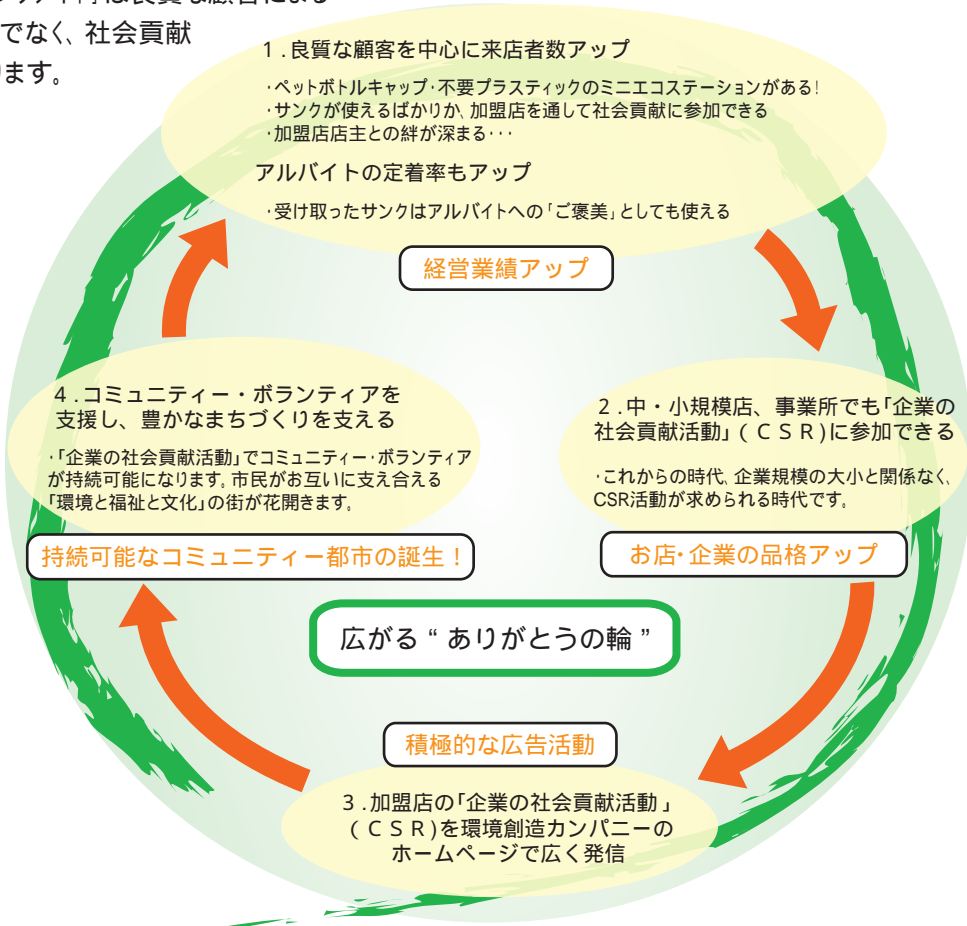 は良質な顧客による
でなく、社会貢献
ます。
1.良質な顧客を中心に来店者数アップ
・ペットボトルキャップ・不要プラスティックのミニエコステーションがある!
・サンクが使えるばかりか、加盟店を通して社会貢献に参加できる
・加盟店店主との絆が深まる・・・
アルバイトの定着率もアップ
・受け取ったサンクはアルバイトへの「ご褒美」としても使える
経営業績アップ
2.中・小規模店、事業所でも「企業の
社会貢献活動」(CSR)に参加できる
・これからの時代、企業規模の大小と関係なく、
CSR活動が求められる時代です。
お店・企業の品格アップ
積極的な広告活動
3.加盟店の「企業の社会貢献活動」
(CSR)を環境創造カンパニーの
ホームページで広く発信
4.コミュニティー・ボランティアを
支援し、豊かなまちづくりを支える
・「企業の社会貢献活動」でコミュニティー・ボランティア
が持続可能になります。市民がお互いに支え合える
「環境と福祉と文化」の街が花開きます。
持続可能なコミュニティー都市の誕生!
広がる“ありがとうの輪”